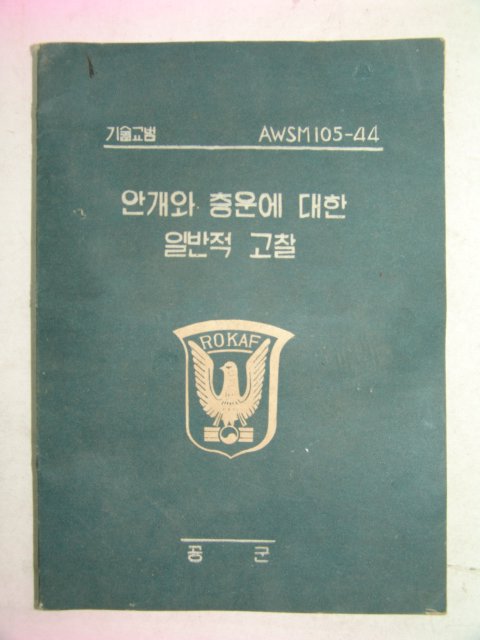 기술교범 AWSM105-44
안개와 층운에 대한
일반적 고찰
ROKAF
공 군